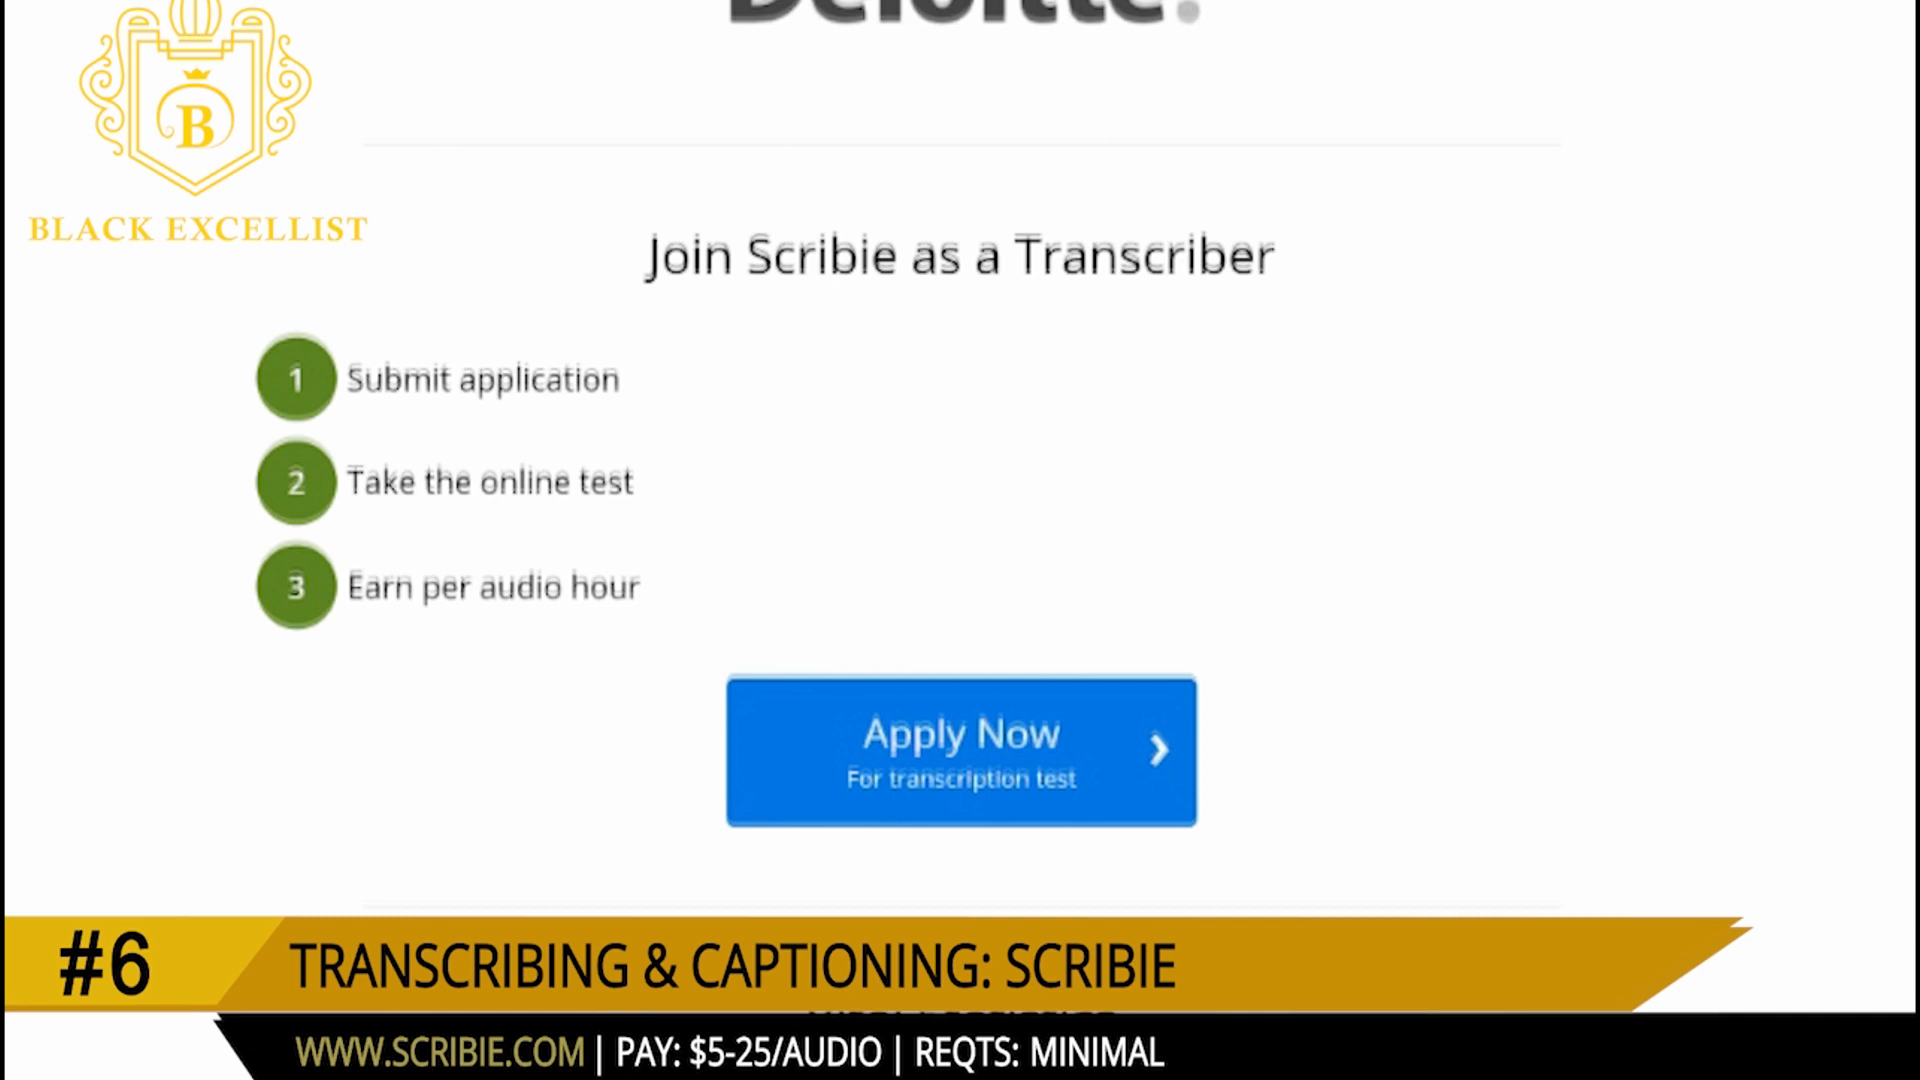 Deloitte.
B
BLACK EXCELLIST
Join Scribie as a Transcriber
1 Submit application
2 Take the online test
3 Earn per audio hour
Apply Now
For transcription test
#6 TRANSCRIBING & CAPTIONING: SCRIBIE
WWW.SCRIBIE.COM | PAY: $5-25/AUDIO | REQTS: MINIMAL